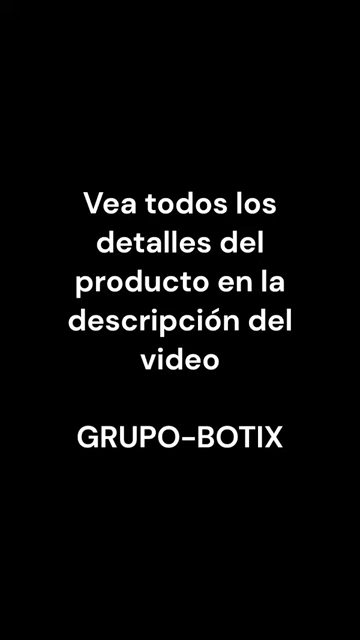 Vea todos los
detalles del
producto en la
descripción del
video
GRUPO-BOTIX